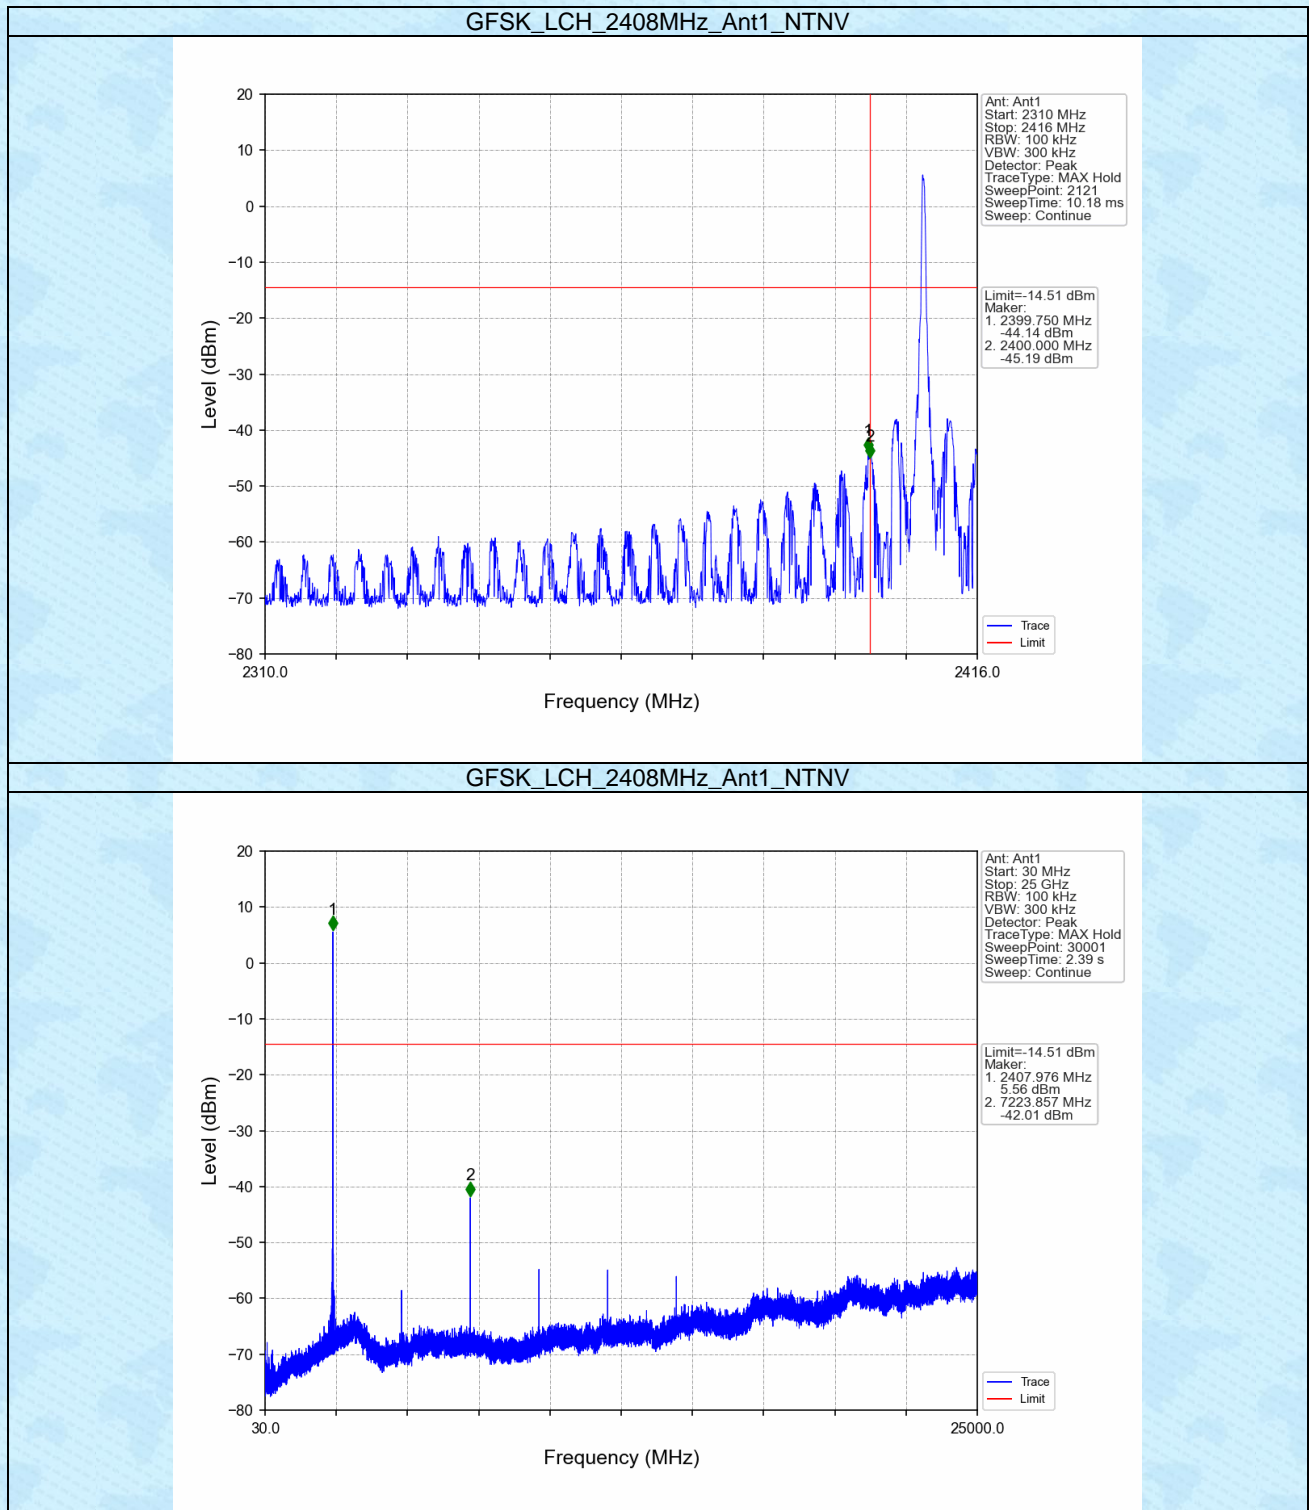 GFSK_LCH_2408MHz_Ant1_NTNV
20
10
0
−10
−20
−30
−40
−50
−60
−70
−80
Level (dBm)
1
2
2310.0
2416.0
Frequency (MHz)
Ant: Ant1
Start: 2310 MHz
Stop: 2416 MHz
RBW: 100 kHz
VBW: 300 kHz
Detector: Peak
TraceType: MAX Hold
SweepPoint: 2121
SweepTime: 10.18 ms
Sweep: Continue
Limit=-14.51 dBm
Maker:
1. 2399.750 MHz
-44.14 dBm
2. 2400.000 MHz
-45.19 dBm
Trace
Limit
GFSK_LCH_2408MHz_Ant1_NTNV
20
10
0
−10
−20
−30
−40
−50
−60
−70
−80
Level (dBm)
1
2
30.0
25000.0
Frequency (MHz)
Ant: Ant1
Start: 30 MHz
Stop: 25 GHz
RBW: 100 kHz
VBW: 300 kHz
Detector: Peak
TraceType: MAX Hold
SweepPoint: 30001
SweepTime: 2.39 s
Sweep: Continue
Limit=-14.51 dBm
Maker:
1. 2407.976 MHz
5.56 dBm
2. 7223.857 MHz
-42.01 dBm
Trace
Limit